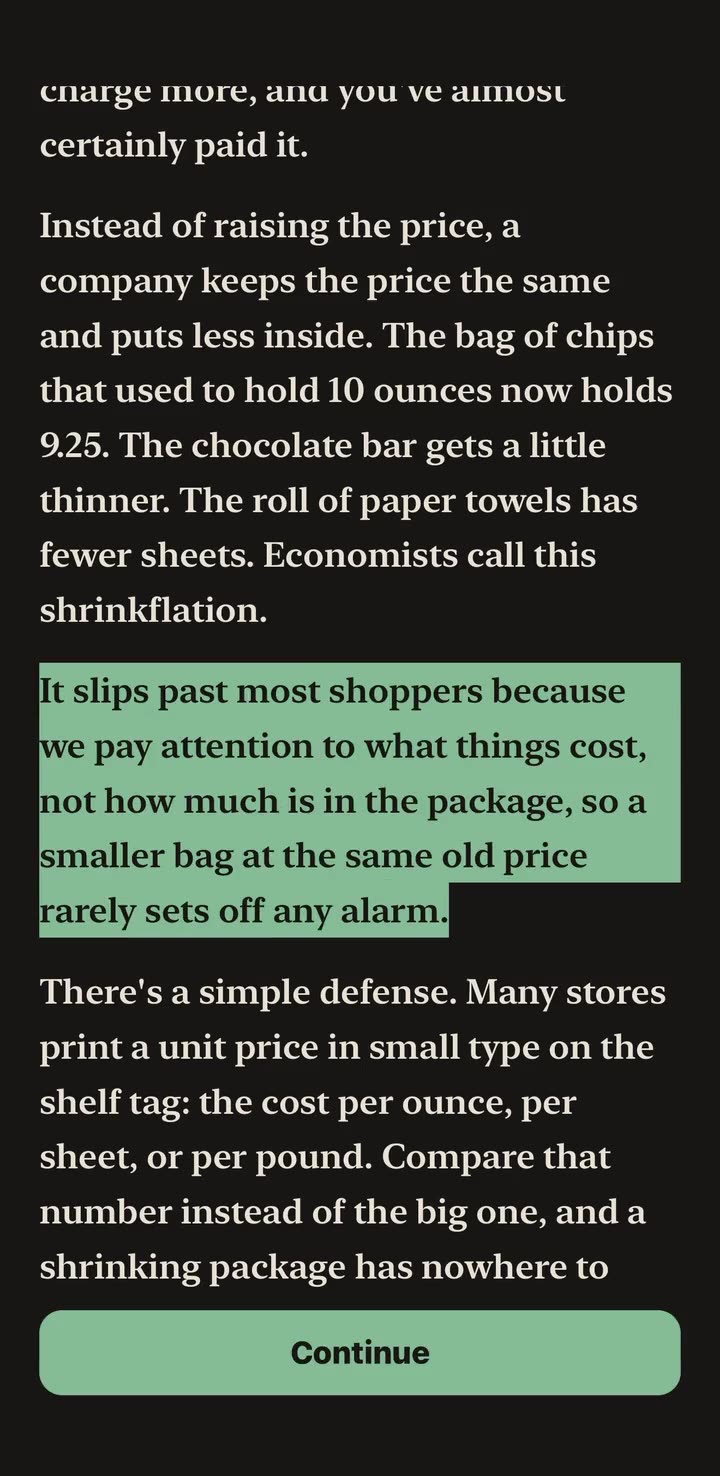 charge more, and you've almost
certainly paid it.
Instead of raising the price, a
company keeps the price the same
and puts less inside. The bag of chips
that used to hold 10 ounces now holds
9.25. The chocolate bar gets a little
thinner. The roll of paper towels has
fewer sheets. Economists call this
shrinkflation.
It slips past most shoppers because
we pay attention to what things cost,
not how much is in the package, so a
smaller bag at the same old price
rarely sets off any alarm.
There's a simple defense. Many stores
print a unit price in small type on the
shelf tag: the cost per ounce, per
sheet, or per pound. Compare that
number instead of the big one, and a
shrinking package has nowhere to
Continue